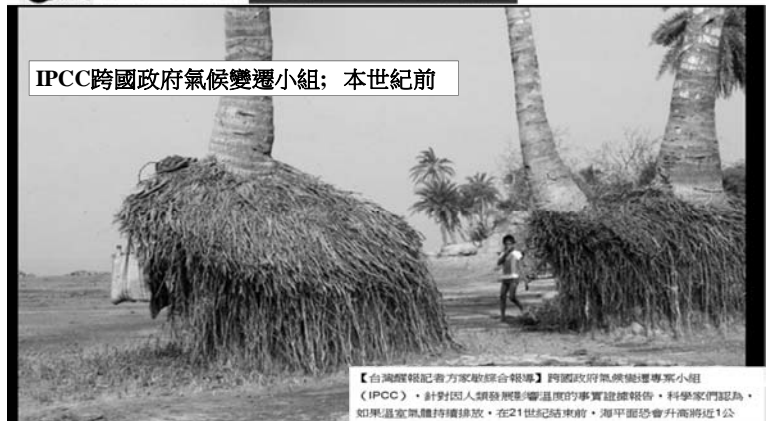 IPCC跨國政府氣候變遷小組; 本世紀前
【台灣醒報記者方家敏綜合報導】跨國政府氣候變遷專案小組
(IPCC),針對因人類發展影響溫度的事實證據報告,科學家們認為,
如果溫室氣體持續排放,在21世紀結束前,海平面恐會升高將近1公